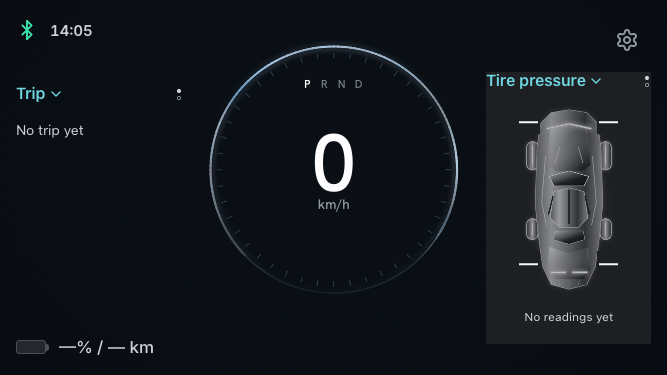 14:05
Trip
No trip yet
P R N D
0
km/h
Tire pressure
No readings yet
—% / — km